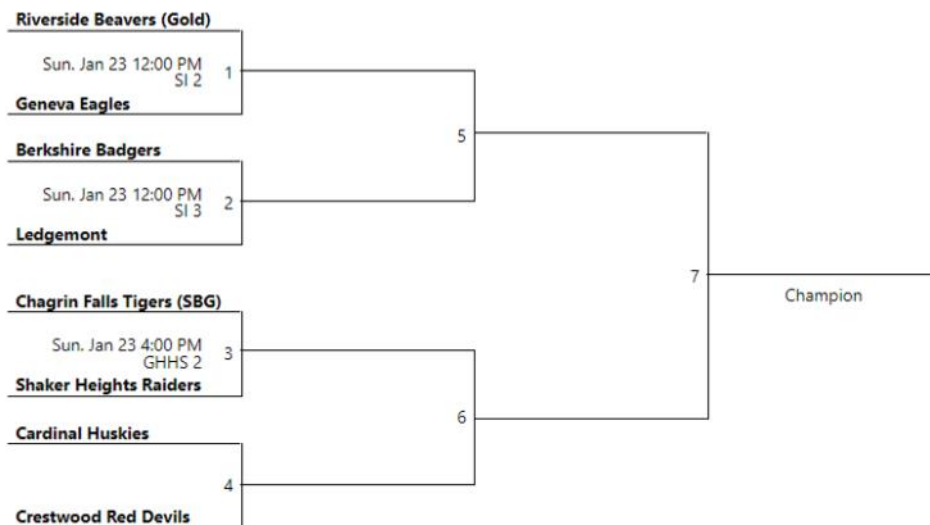 Riverside Beavers (Gold)
Sun. Jan 23 12:00 PM
SI 2
1
Geneva Eagles
5
Berkshire Badgers
Sun. Jan 23 12:00 PM
SI 3
2
Ledgemont
7
Champion
Chagrin Falls Tigers (SBG)
Sun. Jan 23 4:00 PM
GHHS 2
3
Shaker Heights Raiders
6
Cardinal Huskies
4
Crestwood Red Devils